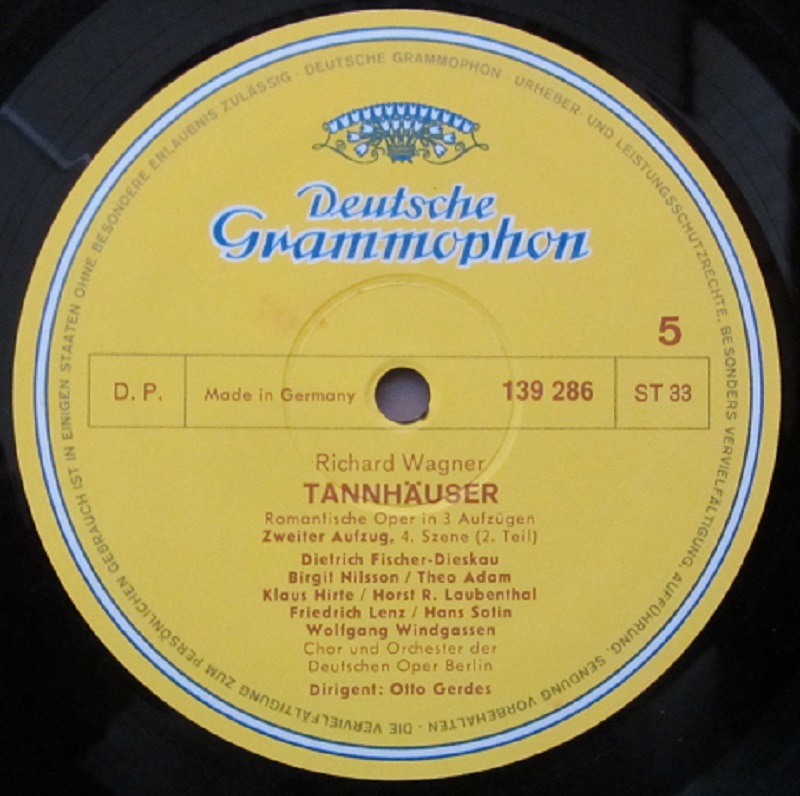 DEUTSCHE GRAMMOPHON · URHEBER- UND LEISTUNGSSCHUTZRECHTE, BESONDERS VERVIELFÄLTIGUNG, AUFFÜHRUNG, SENDUNG VORBEHALTEN · DIE VERVIELFÄLTIGUNG ZUM PERSÖNLICHEN GEBRAUCH IST IN EINIGEN STAATEN OHNE BESONDERE ERLAUBNIS ZULÄSSIG ·
Deutsche
Grammophon
5
D. P. Made in Germany 139 286 ST 33
Richard Wagner
TANNHÄUSER
Romantische Oper in 3 Aufzügen
Zweiter Aufzug, 4. Szene (2. Teil)
Dietrich Fischer-Dieskau
Birgit Nilsson / Theo Adam
Klaus Hirte / Horst R. Laubenthal
Friedrich Lenz / Hans Sotin
Wolfgang Windgassen
Chor und Orchester der
Deutschen Oper Berlin
Dirigent: Otto Gerdes